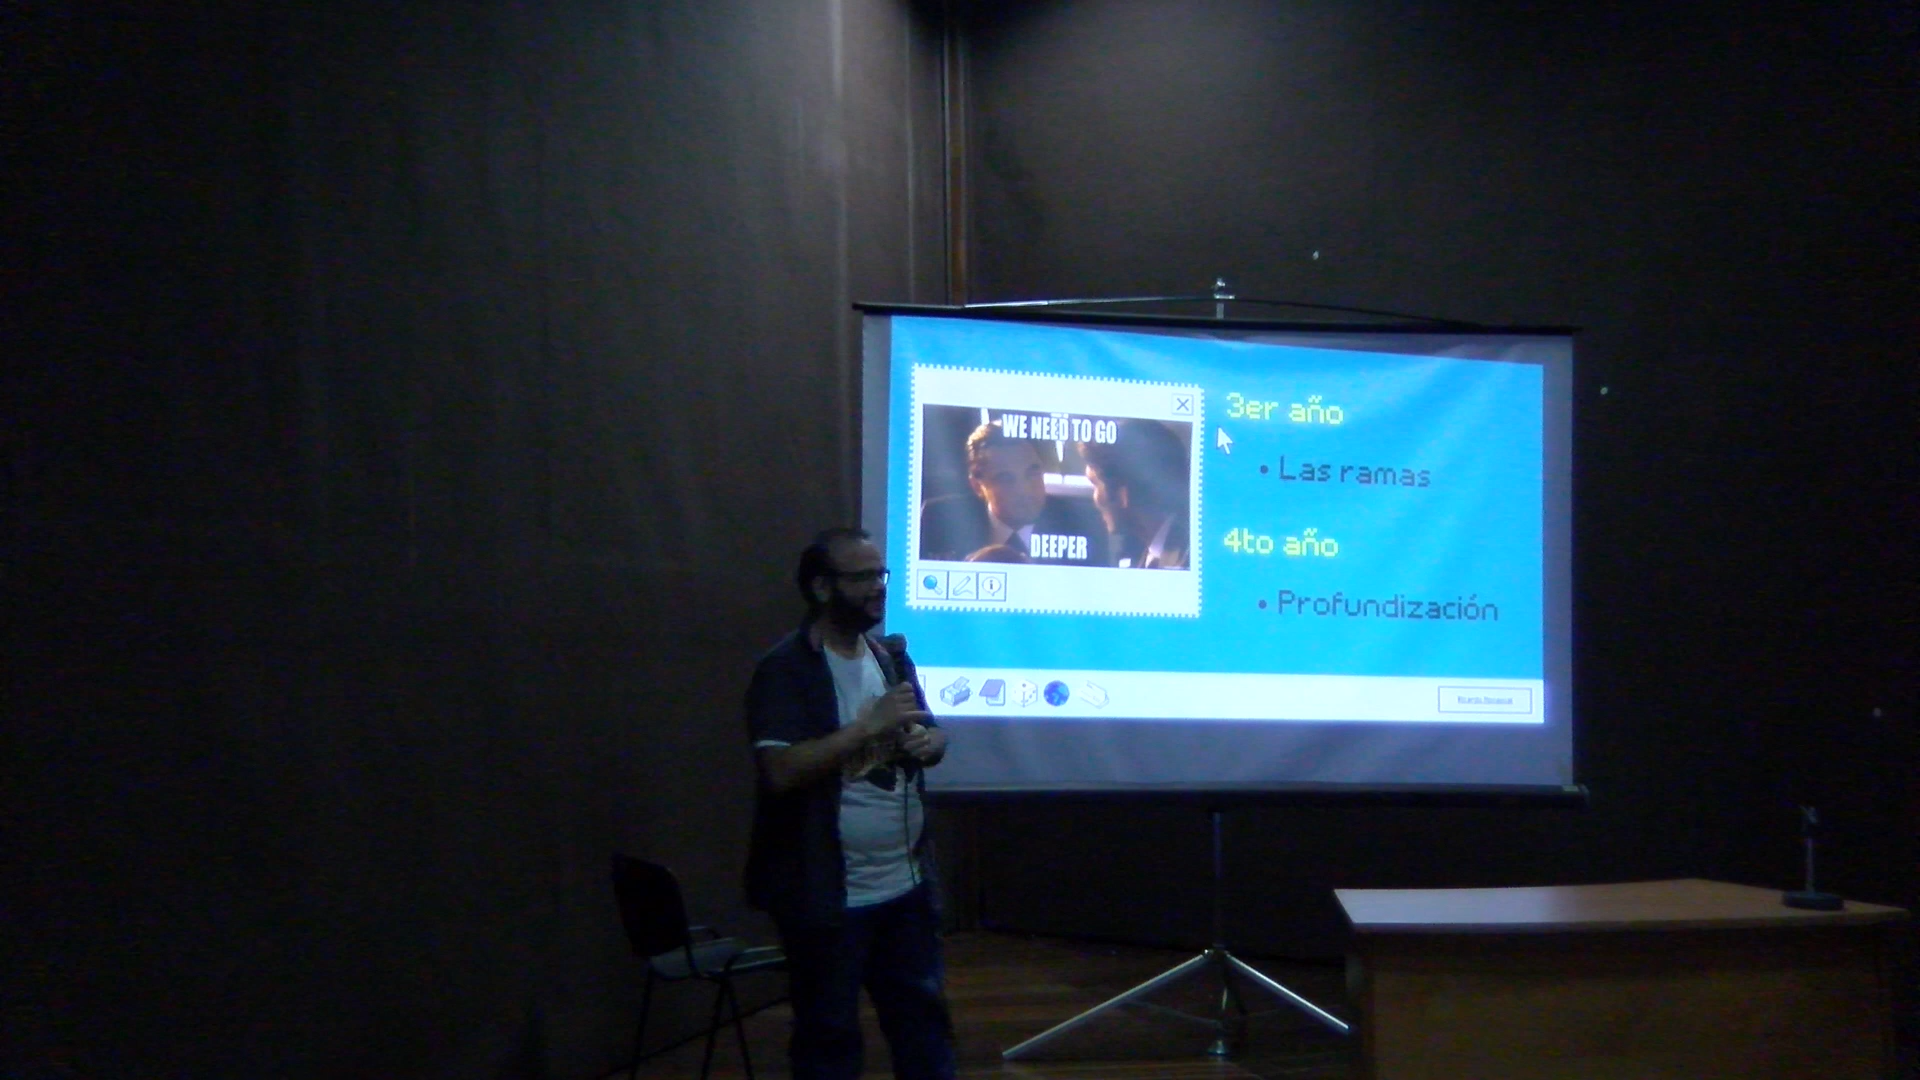 WE NEED TO GO
DEEPER
3er año
• Las ramas
4to año
• Profundización